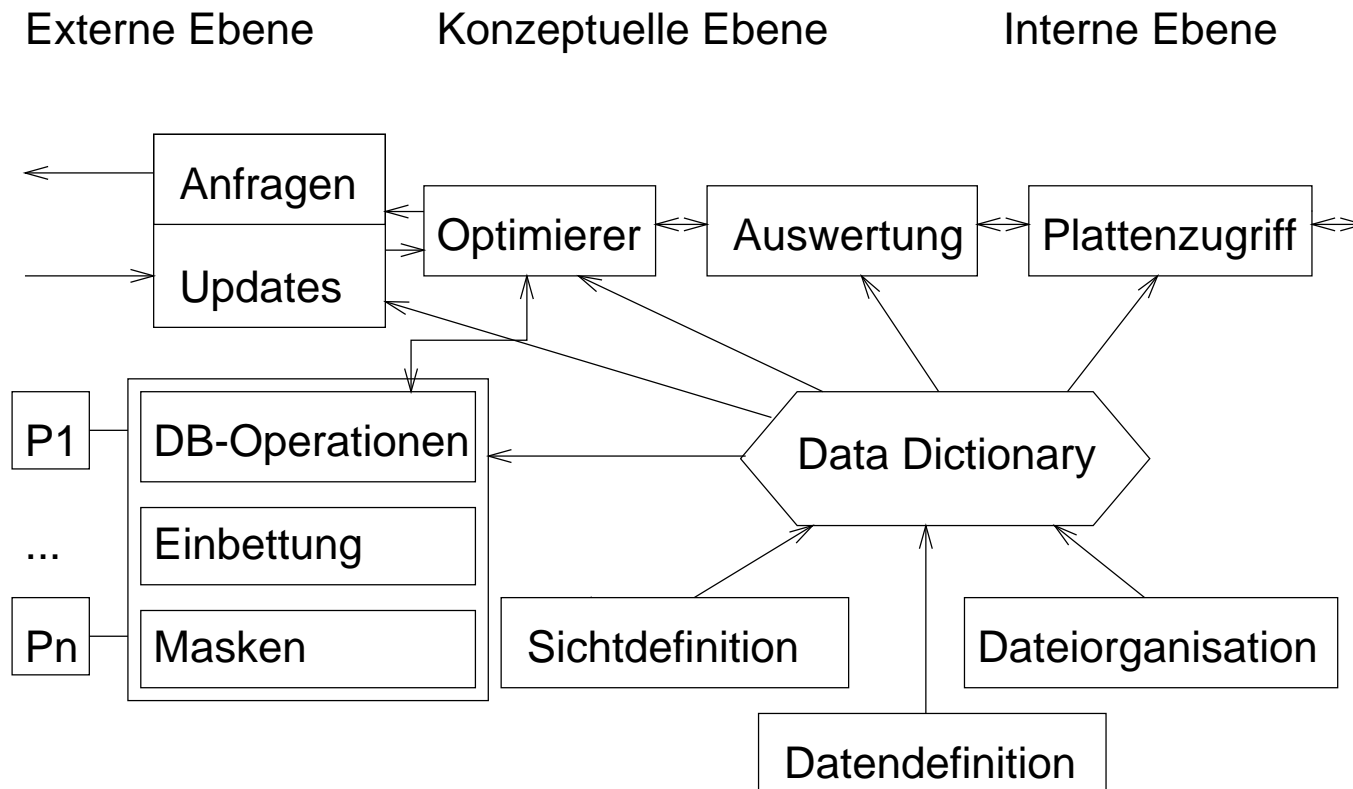 Externe Ebene
Konzeptuelle Ebene
Interne Ebene
Anfragen
Updates
Optimierer
Auswertung
Plattenzugriff
P1
...
Pn
DB-Operationen
Einbettung
Masken
Data Dictionary
Sichtdefinition
Dateiorganisation
Datendefinition